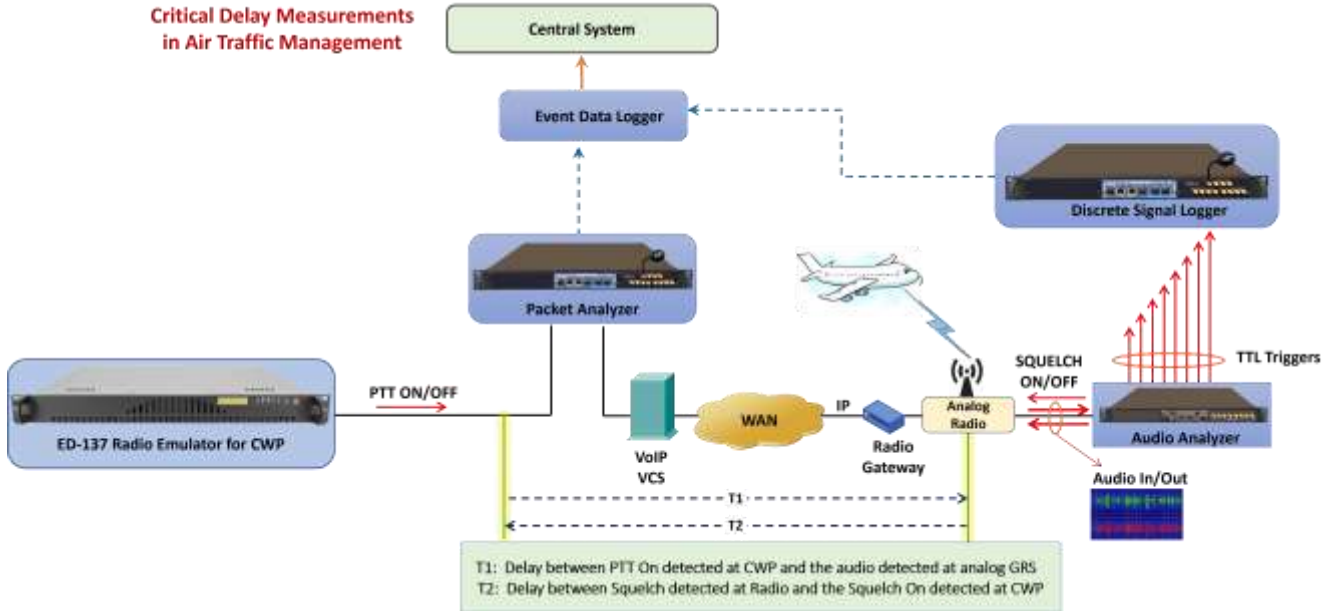 Critical Delay Measurements
in Air Traffic Management
Central System
Event Data Logger
Discrete Signal Logger
Packet Analyzer
TTL Triggers
SQUELCH
ON/OFF
PTT ON/OFF
WAN
IP
Analog
Radio
ED-137 Radio Emulator for CWP
Audio Analyzer
VoIP
VCS
Radio
Gateway
Audio In/Out
T1
T2
T1: Delay between PTT On detected at CWP and the audio detected at analog GRS
T2: Delay between Squelch detected at Radio and the Squelch On detected at CWP